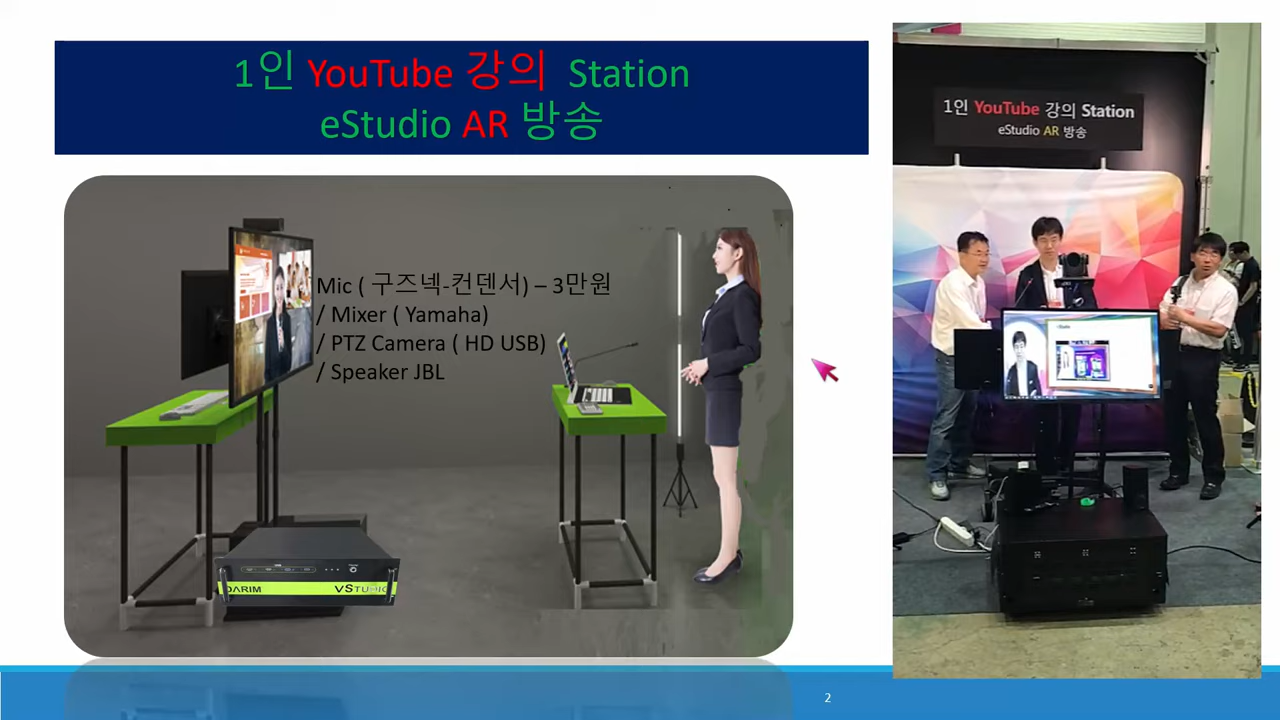 1인 YouTube 강의 Station
eStudio AR 방송
Mic ( 구즈넥-컨덴서) – 3만원
/ Mixer ( Yamaha)
/ PTZ Camera ( HD USB)
/ Speaker JBL
DARIM VSTUDIO
1인 YouTube 강의 Station
eStudio AR 방송
2